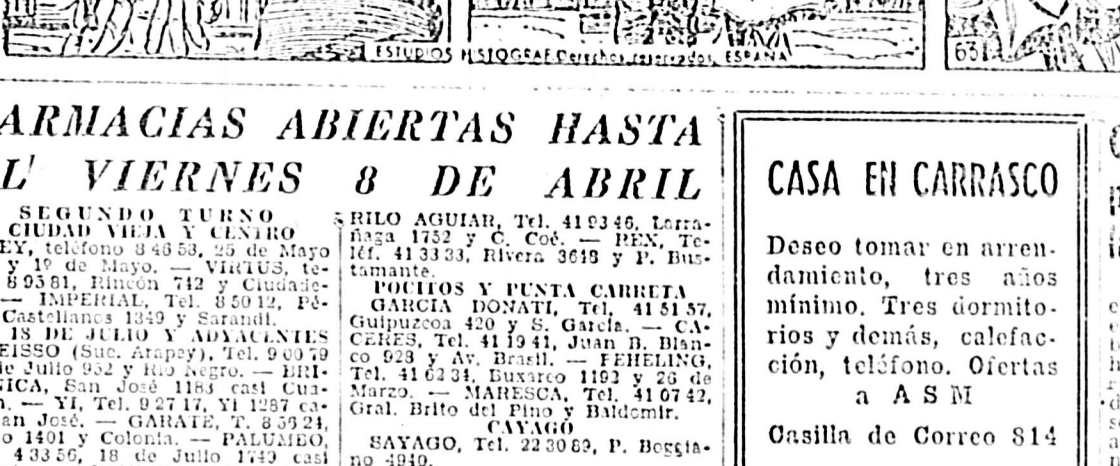 ESTUDIOS HISTOGRAF. Derechos reservados. ESPAÑA
63
ARMACIAS ABIERTAS HASTA
L VIERNES 8 DE ABRIL
SEGUNDO TURNO
CIUDAD VIEJA Y CENTRO
EY, teléfono 8 46 53, 25 de Mayo
y 1º de Mayo. — VIRTUS, te-
8 95 81, Rincón 742 y Ciudade-
— IMPERIAL, Tel. 8 50 12, Pé-
Castellanos 1349 y Sarandí.
18 DE JULIO Y ADYACENTES
EISSO (Suc. Arapey), Tel. 9 00 79
de Julio 952 y Río Negro. — BRI-
NICA, San José 1183 casi Cua-
— YI, Tel. 9 27 17, Yí 1287 ca-
an José. — GARATE, T. 8 56 24,
o 1401 y Colonia. — PALUMBO,
4 33 56, 18 de Julio 1749 casi
RILO AGUIAR, Tel. 41 93 46, Larra-
ñaga 1752 y C. Coé. — REX, Te-
léf. 41 33 33, Rivera 3648 y P. Bus-
tamante.
POCITOS Y PUNTA CARRETA
GARCIA DONATI, Tel. 41 51 57,
Guipuzcoa 420 y S. García. — CA-
CERES, Tel. 41 19 41, Juan B. Blan-
co 928 y Av. Brasil. — FEHELING,
Tel. 41 62 34, Buxareo 1192 y 26 de
Marzo. — MARESCA, Tel. 41 07 42,
Gral. Brito del Pino y Baldomir.
CAYAGO
SAYAGO, Tel. 22 30 89, P. Boggia-
no 4940.
CASA EN CARRASCO
Deseo tomar en arren-
damiento, tres años
mínimo. Tres dormito-
rios y demás, calefac-
ción, teléfono. Ofertas
a A S M
Casilla de Correo 814